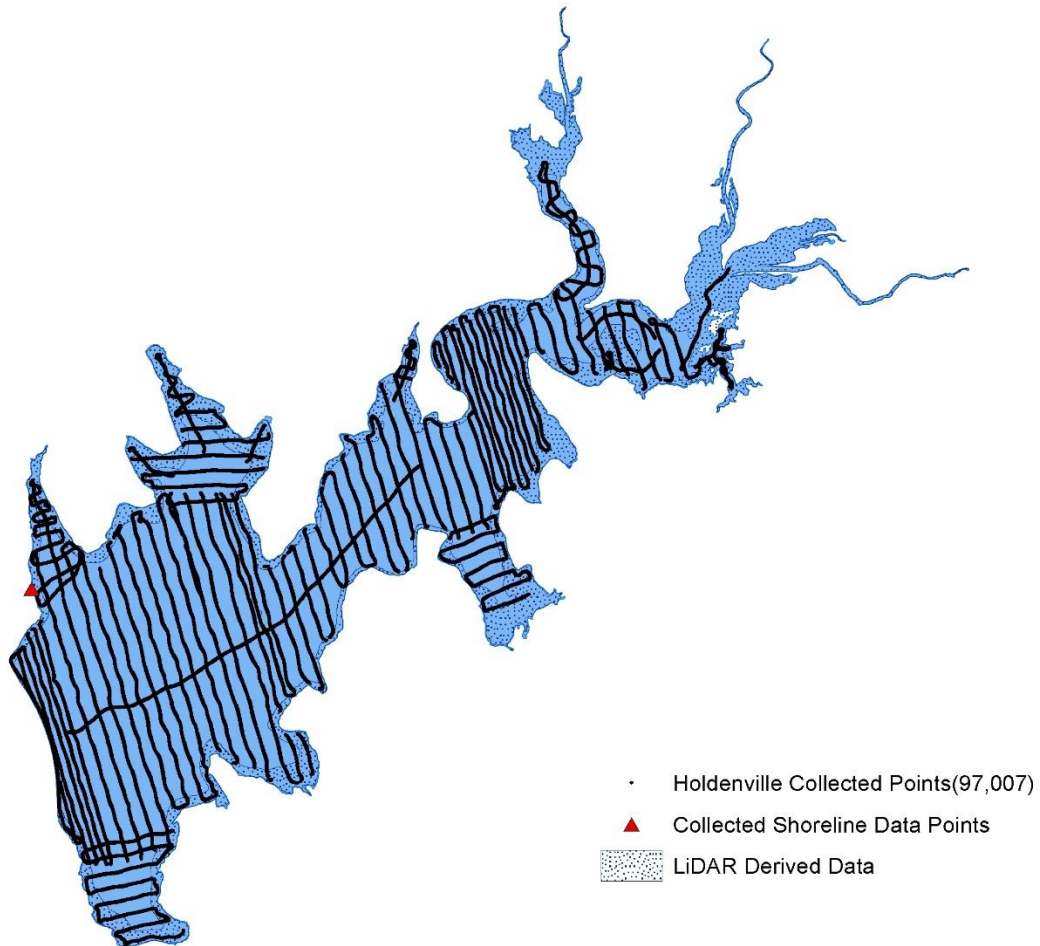 Holdenville Collected Points(97,007)
Collected Shoreline Data Points
LiDAR Derived Data